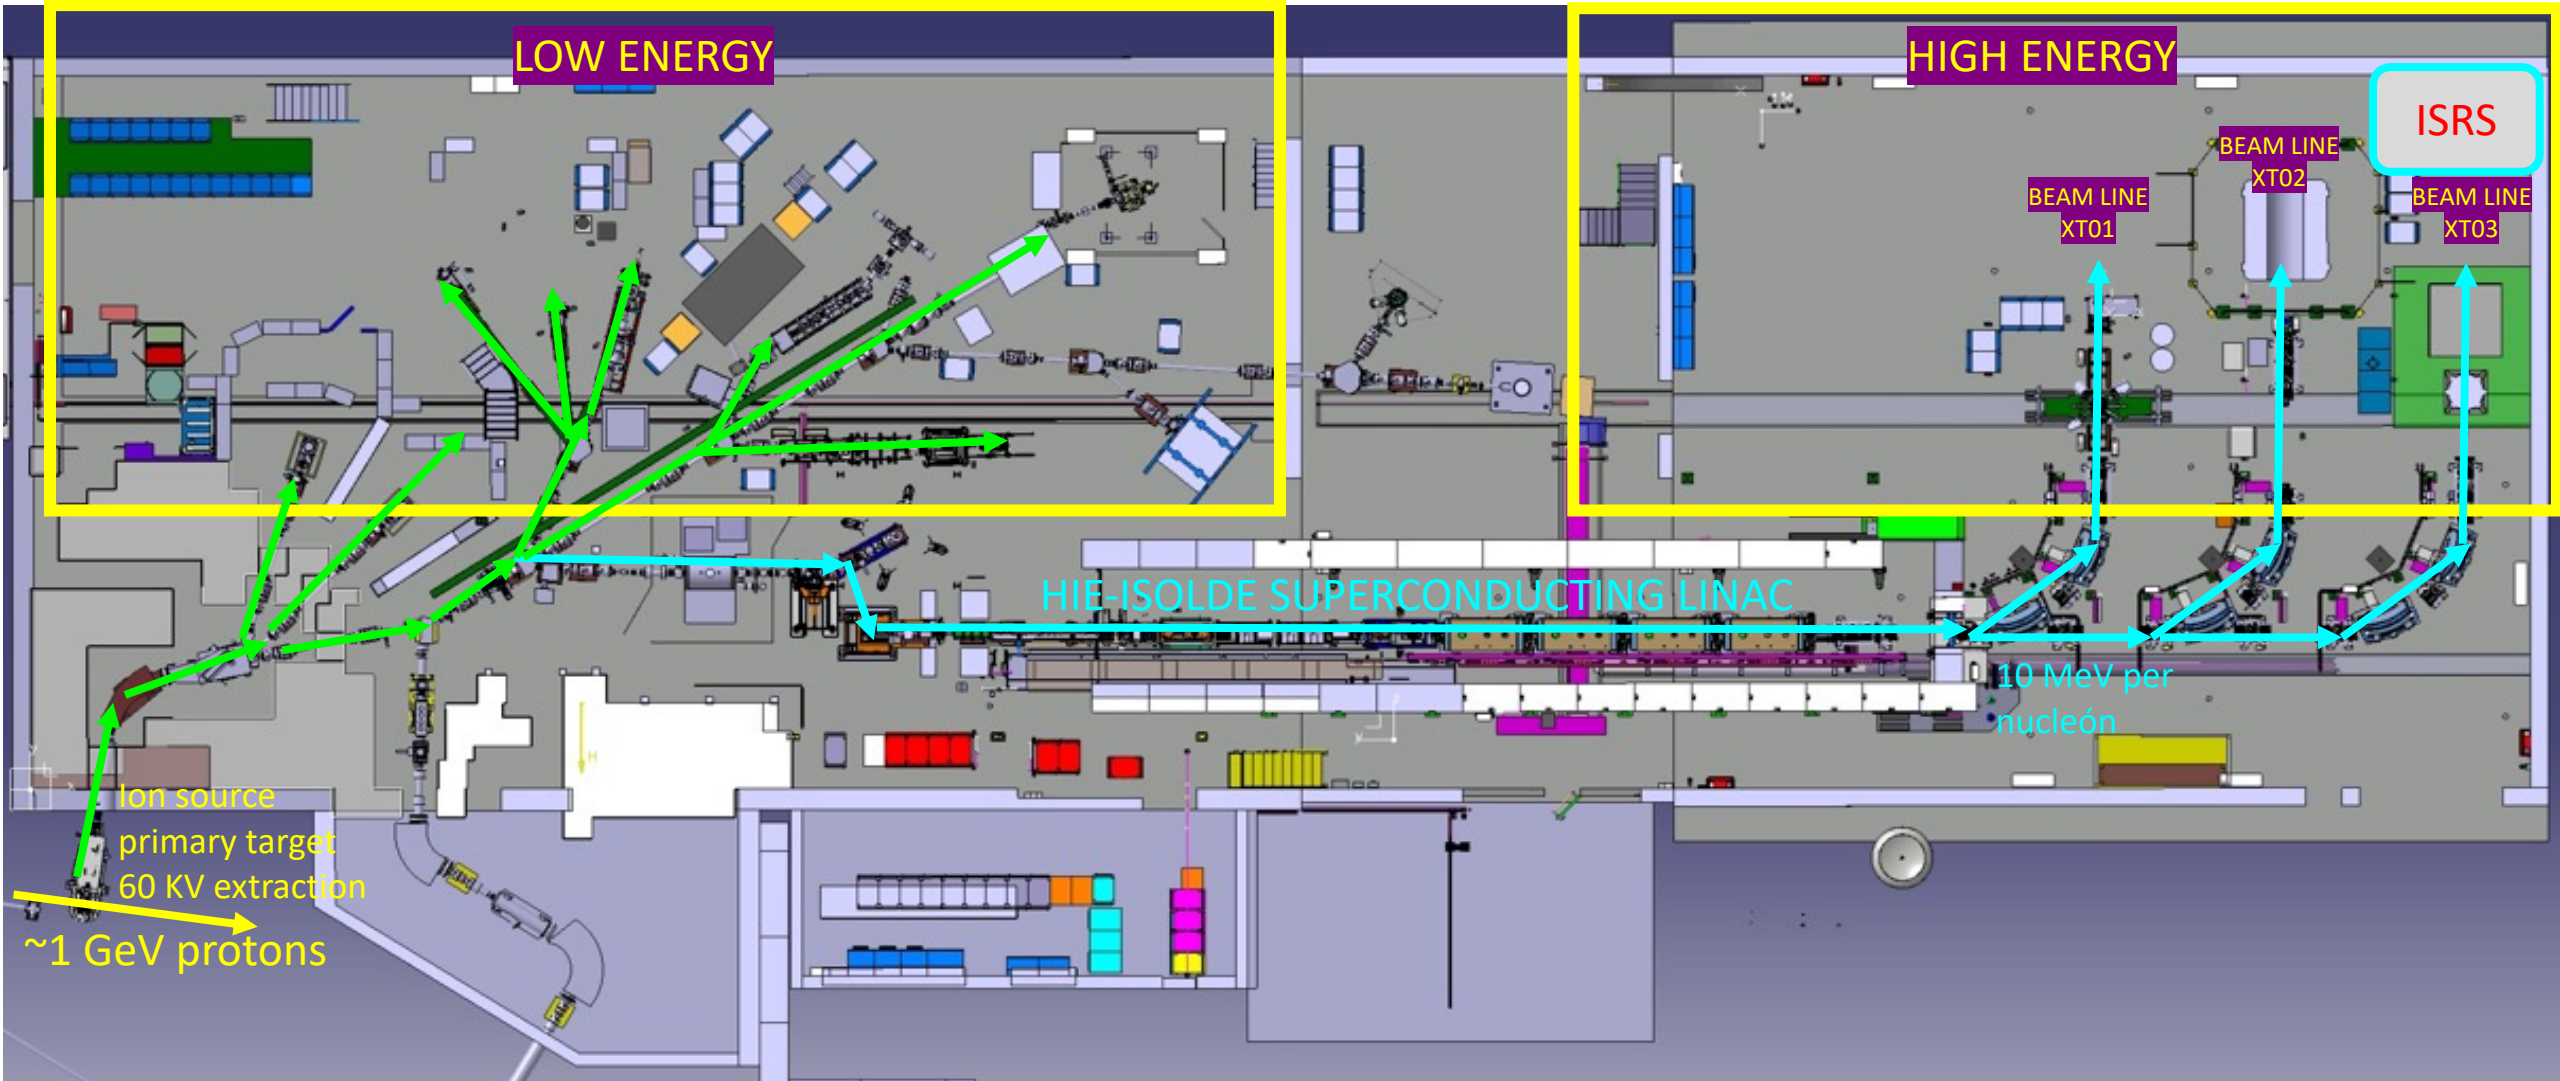 LOW ENERGY
HIGH ENERGY
ISRS
BEAM LINE
XT02
BEAM LINE
XT01
BEAM LINE
XT03
HIE-ISOLDE SUPERCONDUCTING LINAC
10 MeV per
nucleón
Ion source
primary target
60 KV extraction
~1 GeV protons